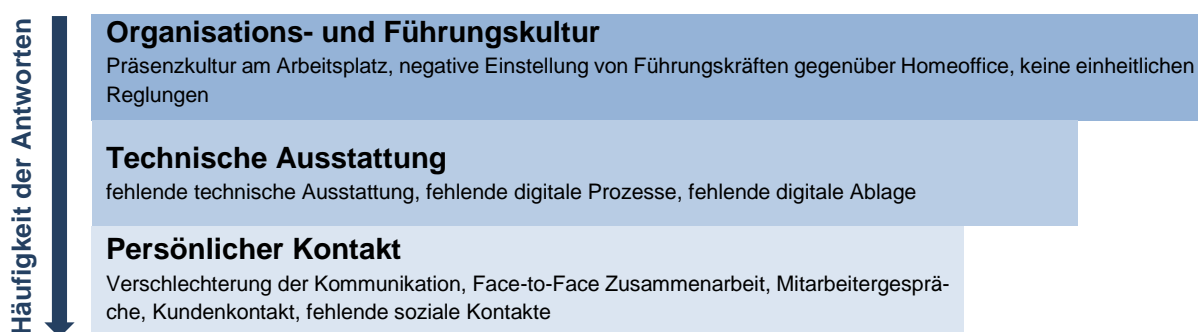 Häufigkeit der Antworten
Organisations- und Führungskultur
Präsenzkultur am Arbeitsplatz, negative Einstellung von Führungskräften gegenüber Homeoffice, keine einheitlichen
Reglungen
Technische Ausstattung
fehlende technische Ausstattung, fehlende digitale Prozesse, fehlende digitale Ablage
Persönlicher Kontakt
Verschlechterung der Kommunikation, Face-to-Face Zusammenarbeit, Mitarbeitergesprä-
che, Kundenkontakt, fehlende soziale Kontakte